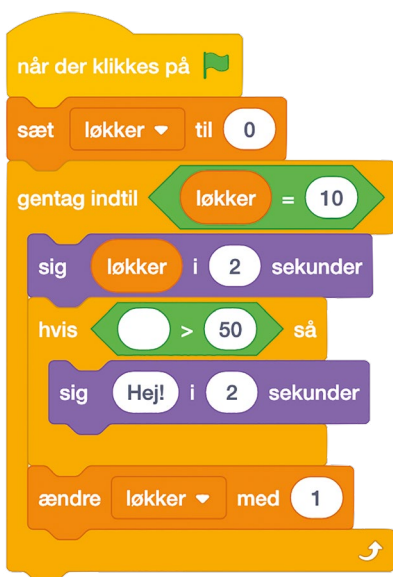 når der klikkes på
sæt løkker til 0
gentag indtil løkker = 10
sig løkker i 2 sekunder
hvis > 50 så
sig Hej! i 2 sekunder
ændre løkker med 1